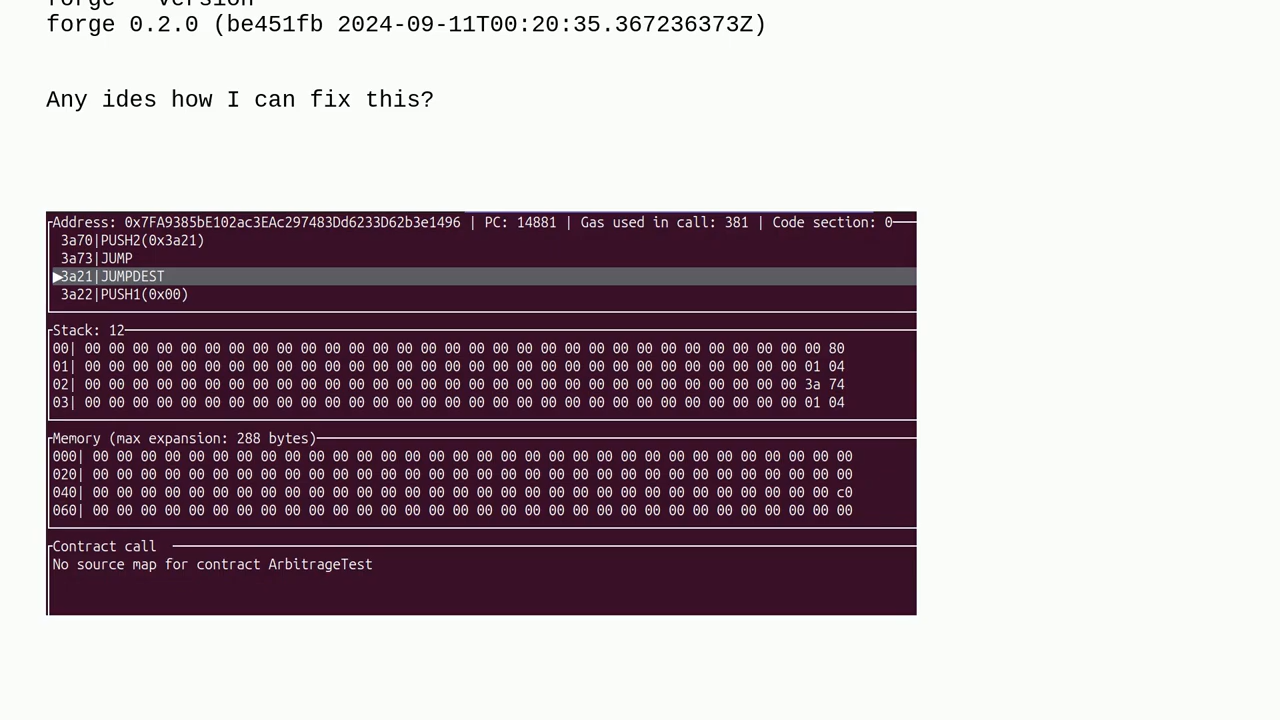 forge --version
forge 0.2.0 (be451fb 2024-09-11T00:20:35.367236373Z)
Any ides how I can fix this?
Address: 0x7FA9385bE102ac3EAc297483Dd6233D62b3e1496 | PC: 14881 | Gas used in call: 381 | Code section: 0
3a70|PUSH2(0x3a21)
3a73|JUMP
▶3a21|JUMPDEST
3a22|PUSH1(0x00)
Stack: 12
00| 00 00 00 00 00 00 00 00 00 00 00 00 00 00 00 00 00 00 00 00 00 00 00 00 00 00 00 00 00 00 00 80
01| 00 00 00 00 00 00 00 00 00 00 00 00 00 00 00 00 00 00 00 00 00 00 00 00 00 00 00 00 00 00 01 04
02| 00 00 00 00 00 00 00 00 00 00 00 00 00 00 00 00 00 00 00 00 00 00 00 00 00 00 00 00 00 00 3a 74
03| 00 00 00 00 00 00 00 00 00 00 00 00 00 00 00 00 00 00 00 00 00 00 00 00 00 00 00 00 00 00 01 04
Memory (max expansion: 288 bytes)
000| 00 00 00 00 00 00 00 00 00 00 00 00 00 00 00 00 00 00 00 00 00 00 00 00 00 00 00 00 00 00 00 00
020| 00 00 00 00 00 00 00 00 00 00 00 00 00 00 00 00 00 00 00 00 00 00 00 00 00 00 00 00 00 00 00 00
040| 00 00 00 00 00 00 00 00 00 00 00 00 00 00 00 00 00 00 00 00 00 00 00 00 00 00 00 00 00 00 00 c0
060| 00 00 00 00 00 00 00 00 00 00 00 00 00 00 00 00 00 00 00 00 00 00 00 00 00 00 00 00 00 00 00 00
Contract call
No source map for contract ArbitrageTest